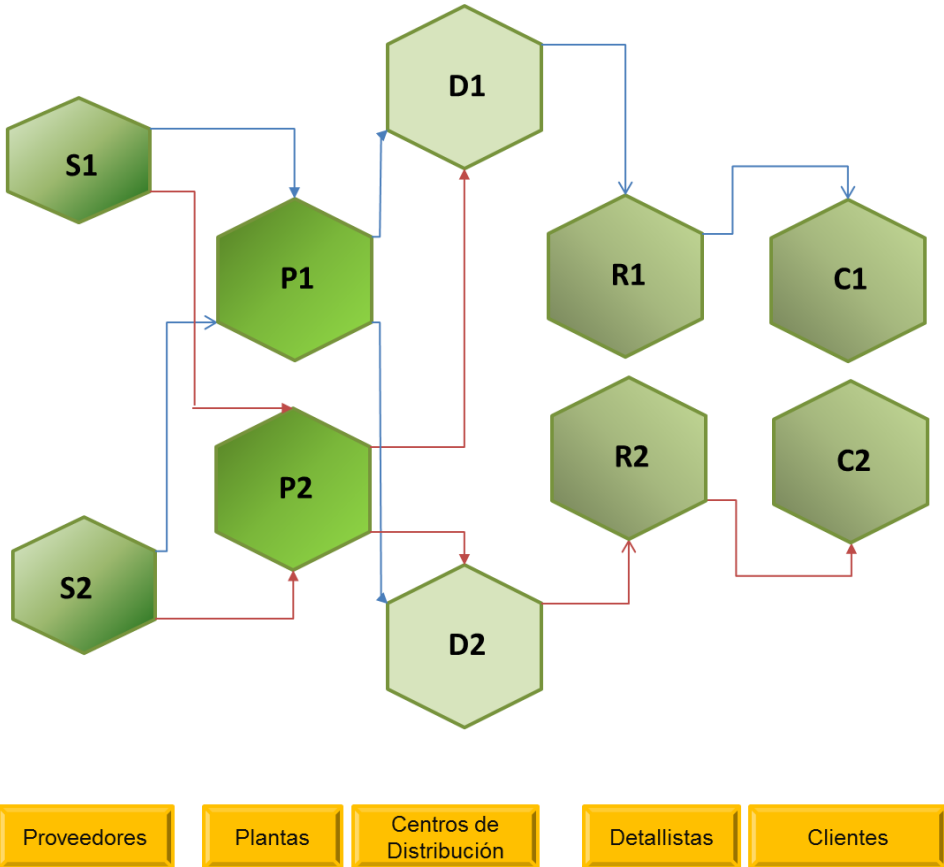 D1
S1
P1
R1
C1
P2
R2
C2
S2
D2
Proveedores
Plantas
Centros de
Distribución
Detallistas
Clientes